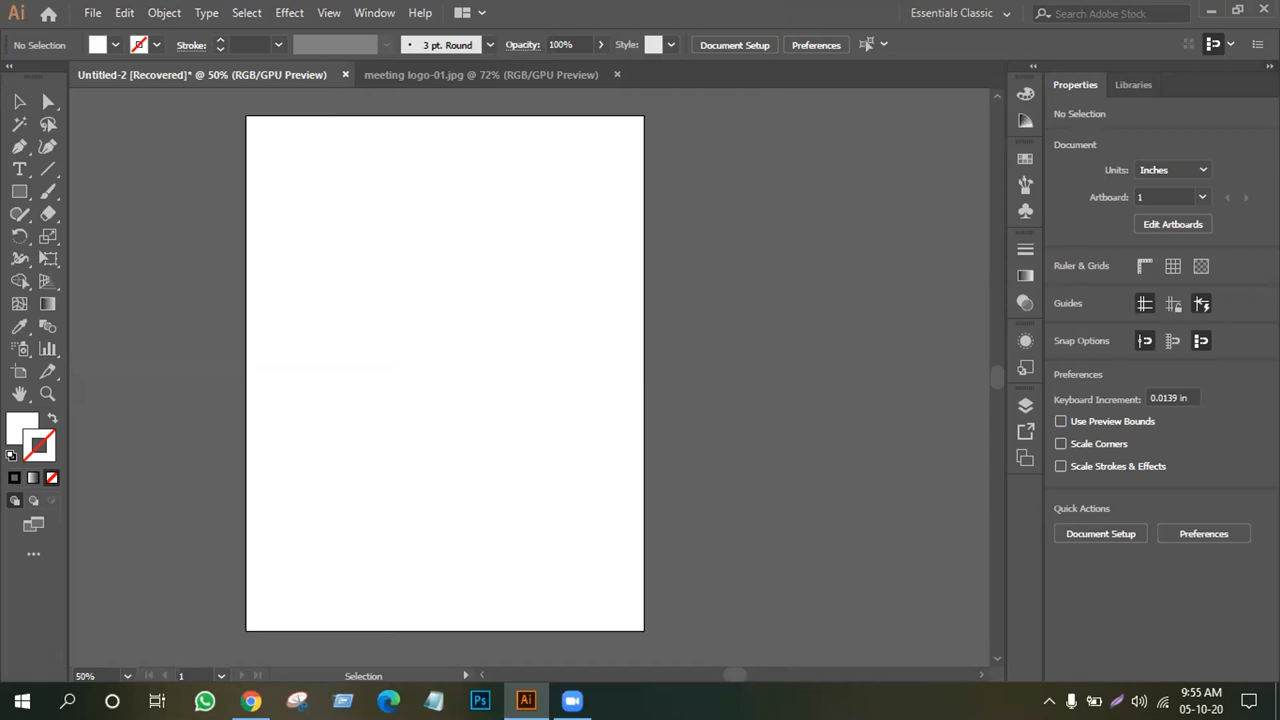 Ai File Edit Object Type Select Effect View Window Help Essentials Classic Search Adobe Stock
No Selection Stroke: 3 pt. Round Opacity: 100% Style: Document Setup Preferences
Untitled-2 [Recovered]* @ 50% (RGB/GPU Preview) meeting logo-01.jpg @ 72% (RGB/GPU Preview)
Properties Libraries
No Selection
Document
Units: Inches
Artboard: 1
Edit Artboards
Ruler & Grids
Guides
Snap Options
Preferences
Keyboard Increment: 0.0139 in
Use Preview Bounds
Scale Corners
Scale Strokes & Effects
Quick Actions
Document Setup Preferences
50% 1 Selection
Ps Ai 9:55 AM
05-10-20